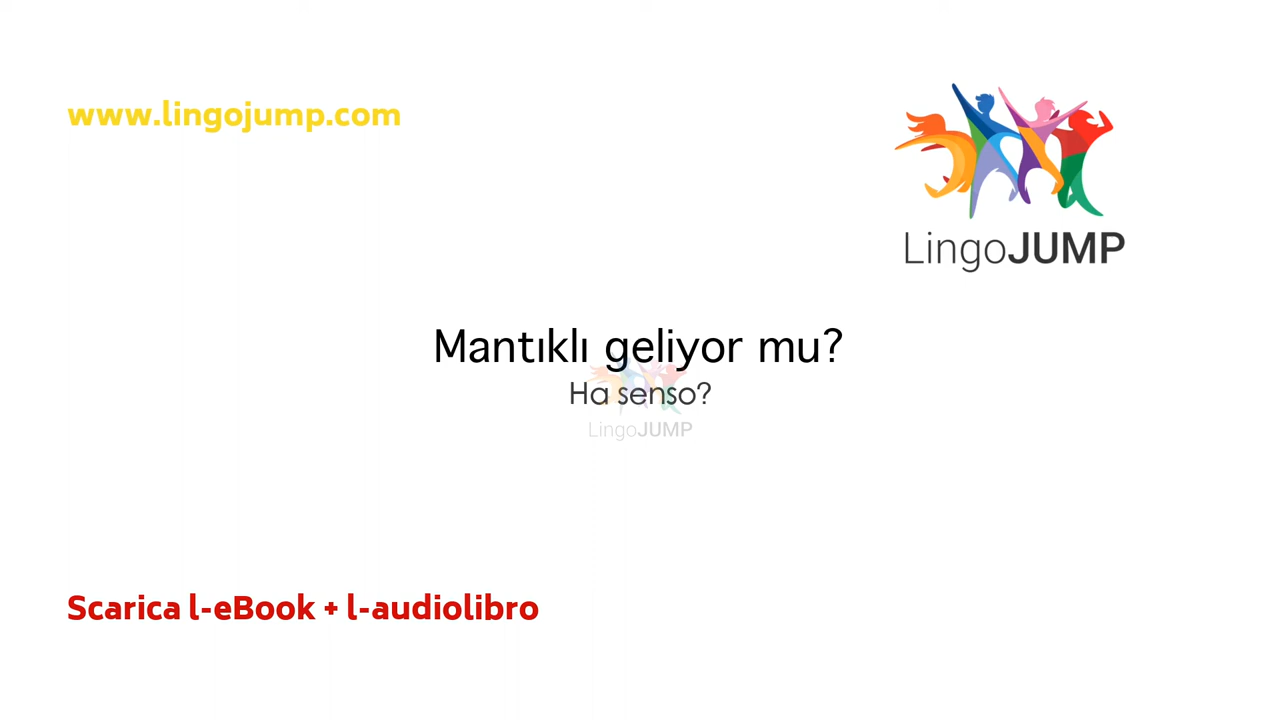 www.lingojump.com
LingoJUMP
Mantıklı geliyor mu?
Ha senso?
LingoJUMP
Scarica l-eBook + l-audiolibro